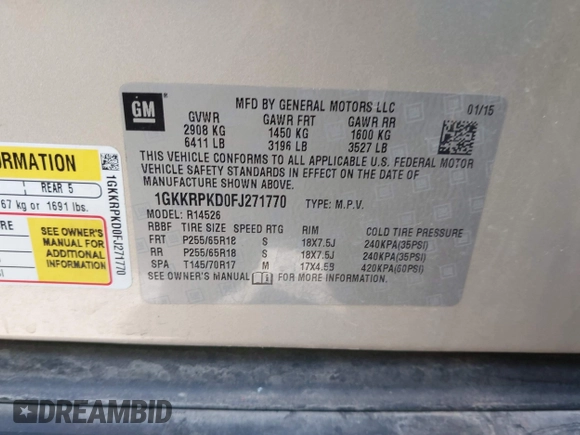 GM
MFD BY GENERAL MOTORS LLC 01/15
GVWR GAWR FRT GAWR RR
2908 KG 1450 KG 1600 KG
6411 LB 3196 LB 3527 LB
THIS VEHICLE CONFORMS TO ALL APPLICABLE U.S. FEDERAL MOTOR
VEHICLE SAFETY STANDARDS IN EFFECT ON THE DATE OF
MANUFACTURE SHOWN ABOVE.
1GKKRPKD0FJ271770 TYPE: M.P.V.
MODEL: R14526
RBBF TIRE SIZE SPEED RTG RIM COLD TIRE PRESSURE
FRT P255/65R18 S 18X7.5J 240KPA(35PSI)
RR P255/65R18 S 18X7.5J 240KPA(35PSI)
SPA T145/70R17 M 17X4.5B 420KPA(60PSI)
SEE OWNER'S MANUAL FOR MORE INFORMATION.
ORMATION
REAR 5
67 kg or 1691 lbs.
RE
SEE OWNER'S
MANUAL FOR
ADDITIONAL
INFORMATION
1GKKRPKD0FJ271770
DREAMBID